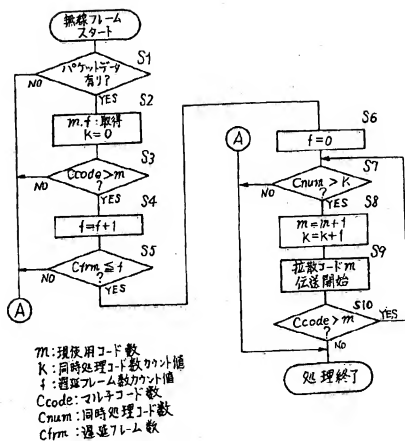 無線フレーム
スタート
S1
パケットデータ
有り?
NO
YES
S2
m,f:取得
K=0
S3
Ccode>m
?
NO
YES
S4
f=f+1
S5
Cfrm≦f
?
NO
YES
A
S6
f=0
A
S7
Cnum>K
?
NO
YES
S8
m=m+1
K=K+1
S9
拡散コードm
伝送開始
S10
Ccode>m
?
YES
NO
処理終了
m:現使用コード数
K:同時処理コード数カウント値
f:遅延フレーム数カウント値
Ccode:マルチコード数
Cnum:同時処理コード数
Cfrm:遅延フレーム数